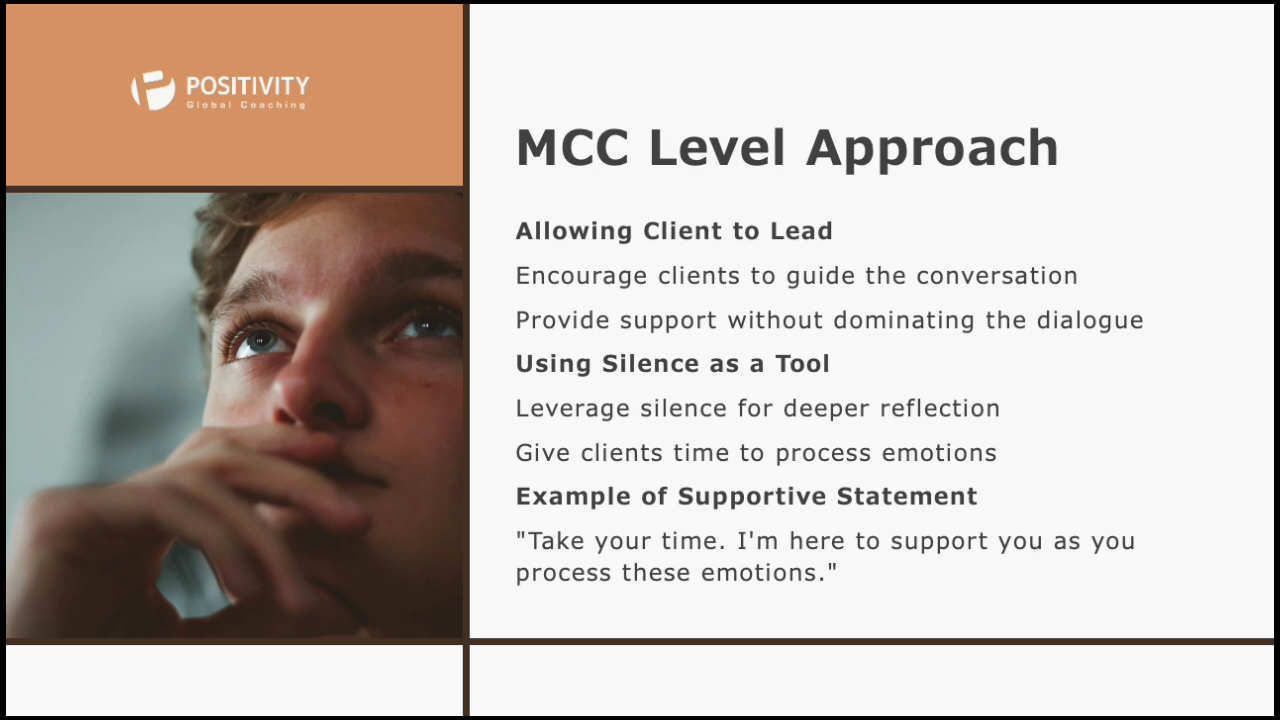 POSITIVITY
Global Coaching
MCC Level Approach
Allowing Client to Lead
Encourage clients to guide the conversation
Provide support without dominating the dialogue
Using Silence as a Tool
Leverage silence for deeper reflection
Give clients time to process emotions
Example of Supportive Statement
"Take your time. I'm here to support you as you
process these emotions."